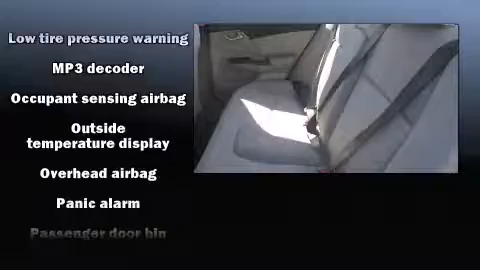 Low tire pressure warning
MP3 decoder
Occupant sensing airbag
Outside
temperature display
Overhead airbag
Panic alarm
Passenger door bin